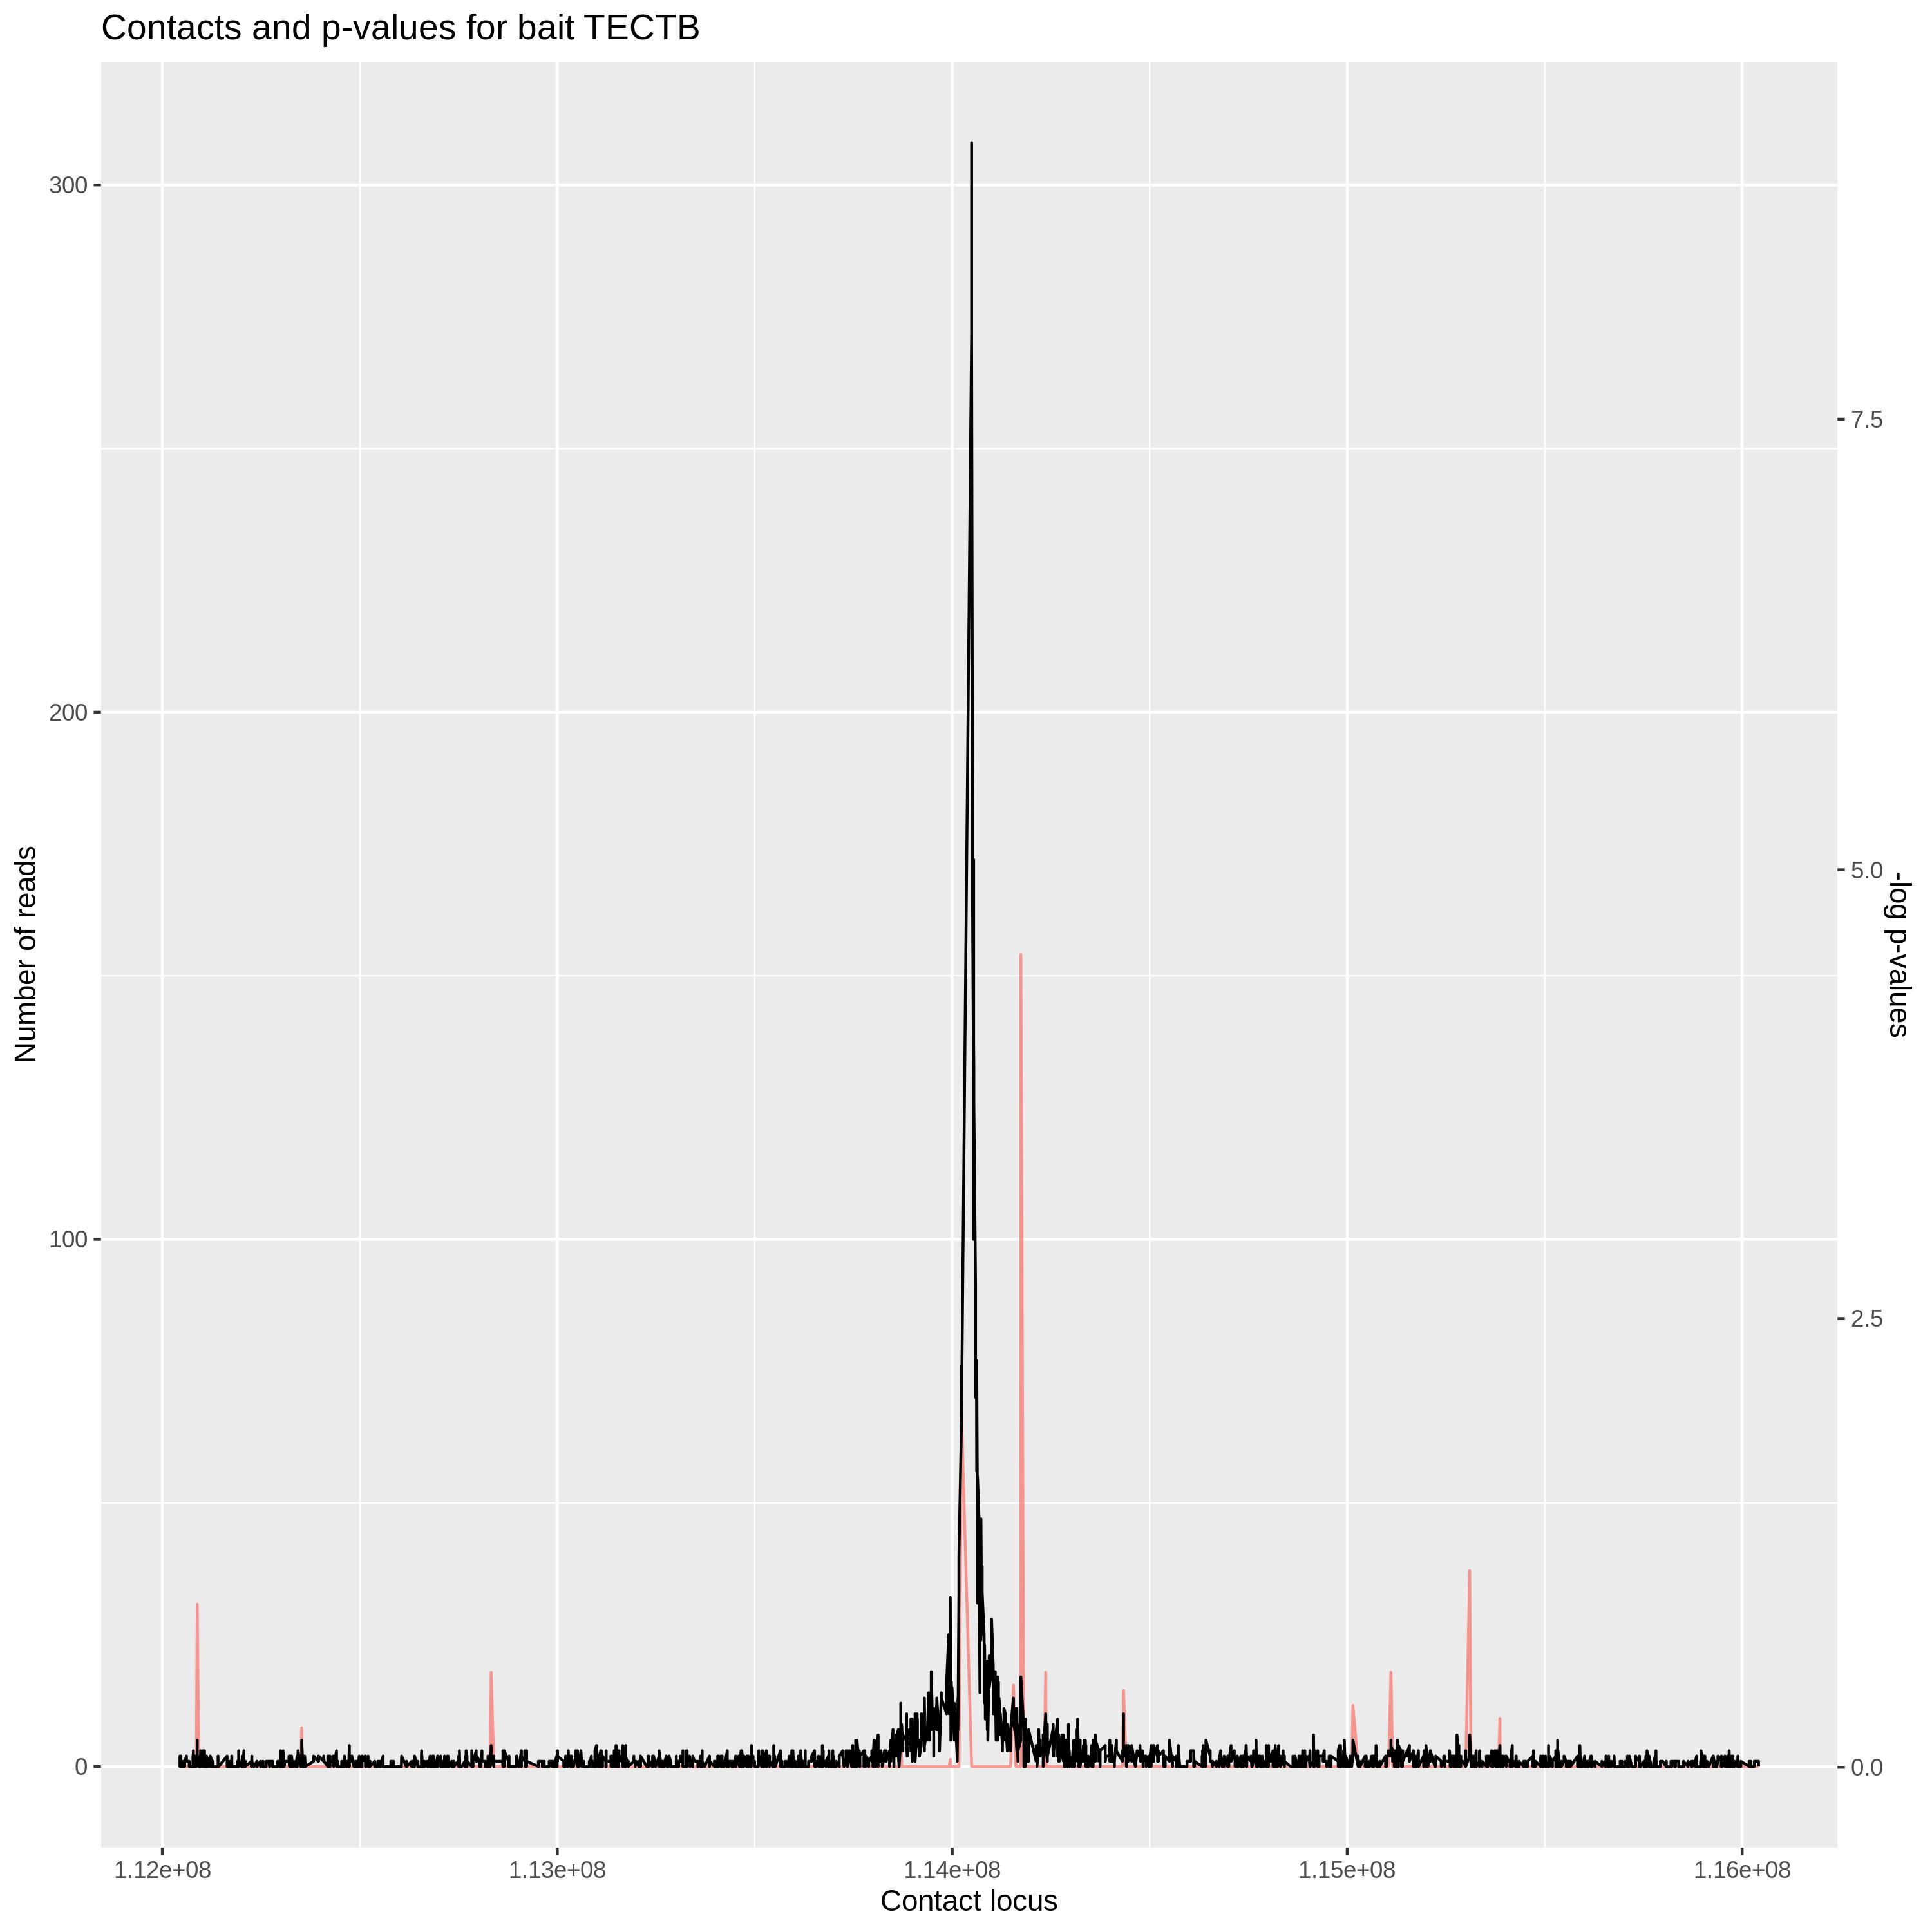 Contacts and p-values for bait TECTB
300
200
100
0
Number of reads
7.5
5.0
2.5
0.0
-log p-values
1.12e+08 1.13e+08 1.14e+08 1.15e+08 1.16e+08
Contact locus